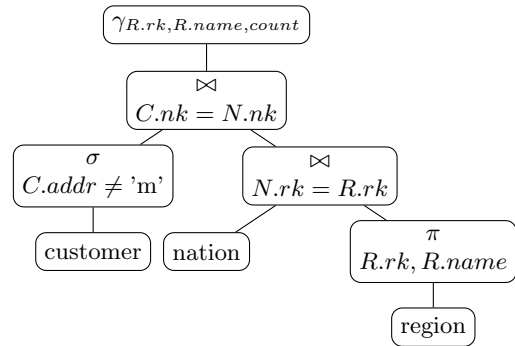 γR.rk,R.name,count
⋈
C.nk = N.nk
σ
C.addr ≠ 'm'
⋈
N.rk = R.rk
customer
nation
π
R.rk, R.name
region